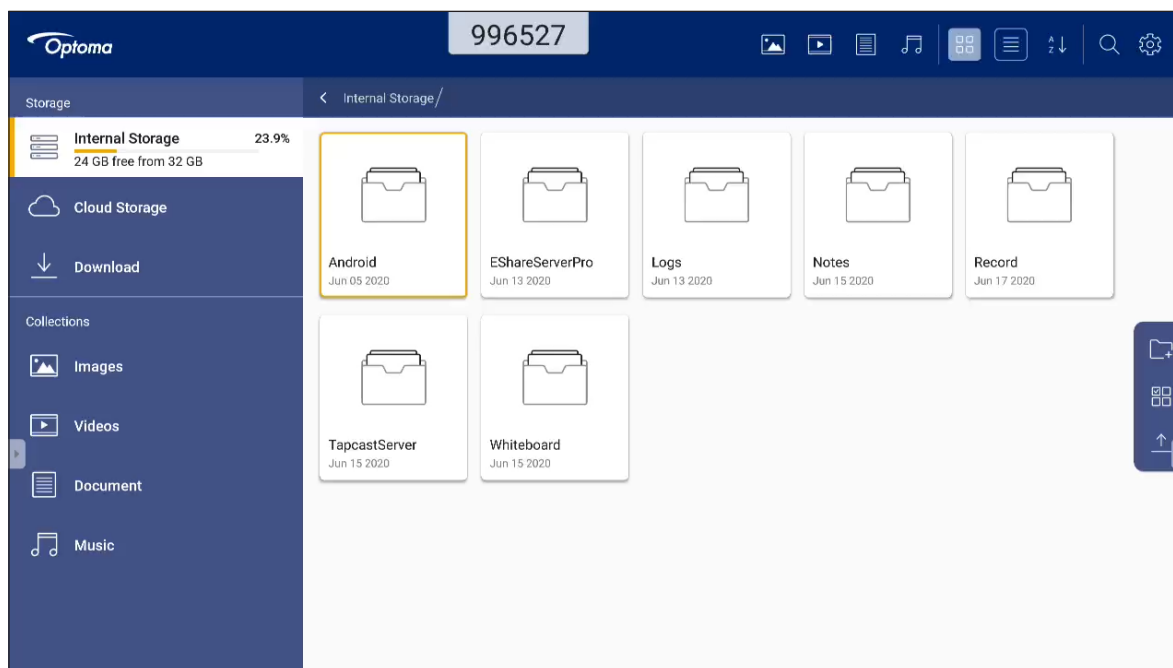 Optoma
996527
A
Z
Storage
Internal Storage/
Internal Storage 23.9%
24 GB free from 32 GB
Cloud Storage
Download
Collections
Images
Videos
Document
Music
Android
Jun 05 2020
EShareServerPro
Jun 13 2020
Logs
Jun 13 2020
Notes
Jun 15 2020
Record
Jun 17 2020
TapcastServer
Jun 15 2020
Whiteboard
Jun 15 2020